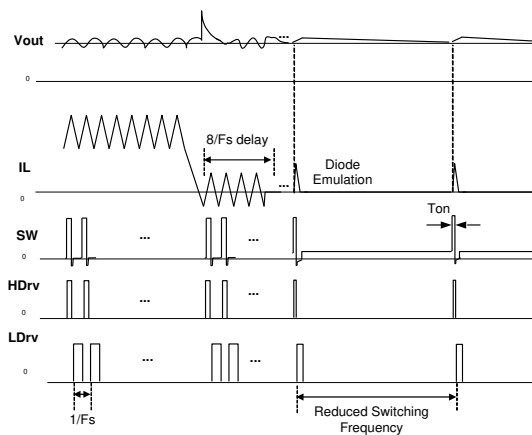 Vout
...
0
8/Fs delay
IL
...
Diode
Emulation
0
Ton
SW
...
...
0
HDrv
...
...
0
LDrv
...
...
0
1/Fs
Reduced Switching
Frequency